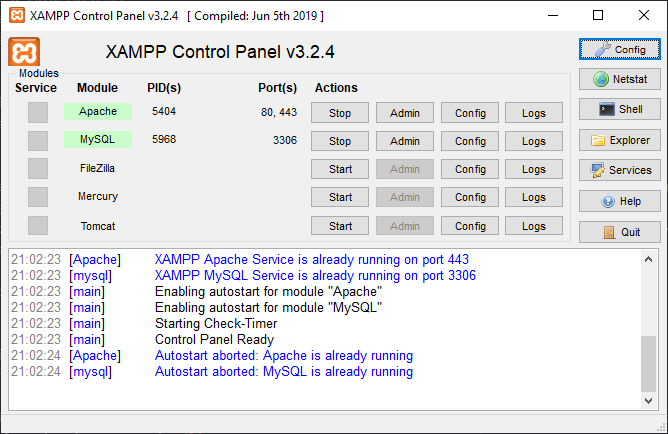 XAMPP Control Panel v3.2.4 [ Compiled: Jun 5th 2019 ]
XAMPP Control Panel v3.2.4
Config
Modules
Service Module PID(s) Port(s) Actions
Netstat
Apache 5404 80, 443 Stop Admin Config Logs
Shell
MySQL 5968 3306 Stop Admin Config Logs
Explorer
FileZilla Start Admin Config Logs
Services
Mercury Start Admin Config Logs
Help
Tomcat Start Admin Config Logs
Quit
21:02:23 [Apache] XAMPP Apache Service is already running on port 443
21:02:23 [mysql] XAMPP MySQL Service is already running on port 3306
21:02:23 [main] Enabling autostart for module "Apache"
21:02:23 [main] Enabling autostart for module "MySQL"
21:02:23 [main] Starting Check-Timer
21:02:23 [main] Control Panel Ready
21:02:24 [Apache] Autostart aborted: Apache is already running
21:02:24 [mysql] Autostart aborted: MySQL is already running